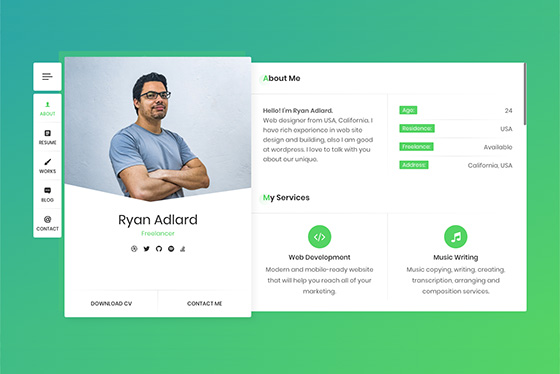 ABOUT
RESUME
WORKS
BLOG
CONTACT
Ryan Adlard
Freelancer
DOWNLOAD CV
CONTACT ME
About Me
Hello! I'm Ryan Adlard.
Web designer from USA, California. I
have rich experience in web site
design and building, also I am good
at wordpress. I love to talk with you
about our unique.
Age: 24
Residence: USA
Freelance: Available
Address: California, USA
My Services
Web Development
Modern and mobile-ready website
that will help you reach all of your
marketing.
Music Writing
Music copying, writing, creating,
transcription, arranging and
composition services.